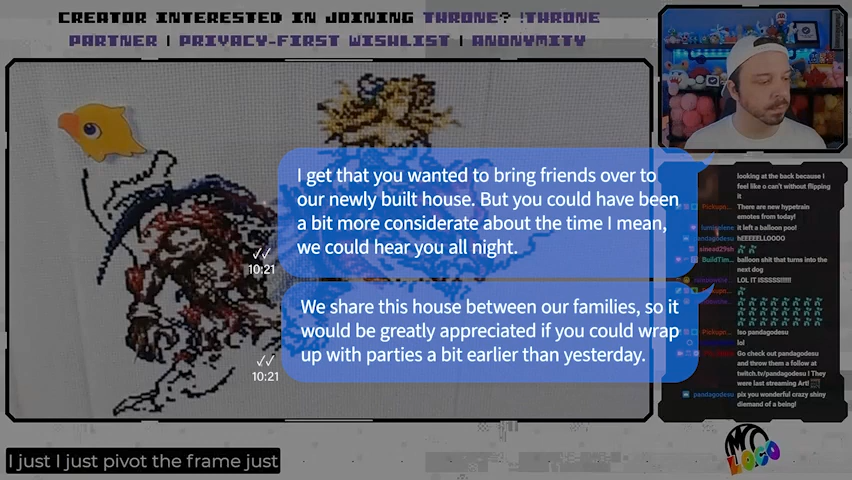 CREATOR INTERESTED IN JOINING THRONE? !THRONE
PARTNER | PRIVACY-FIRST WISHLIST | ANONYMITY
I get that you wanted to bring friends over to
our newly built house. But you could have been
a bit more considerate about the time I mean,
we could hear you all night.
10:21
We share this house between our families, so it
would be greatly appreciated if you could wrap
up with parties a bit earlier than yesterday.
10:21
looking at the back because I
feel like o can't without flipping
it
There are new hypetrain
emotes from today!
it left a balloon poo!
hEEEEELLOOOO
sinead29sh
BuildTim...
balloon shit that turns into the
next dog
LOL IT ISSSSS!!!!!!
!so pandagodesu
lol
Go check out pandagodesu
and throw them a follow at
twitch.tv/pandagodesu ! They
were last streaming Art!
pandagodesu
pix you wonderful crazy shiny
diemand of a being!
LOCO
I just I just pivot the frame just